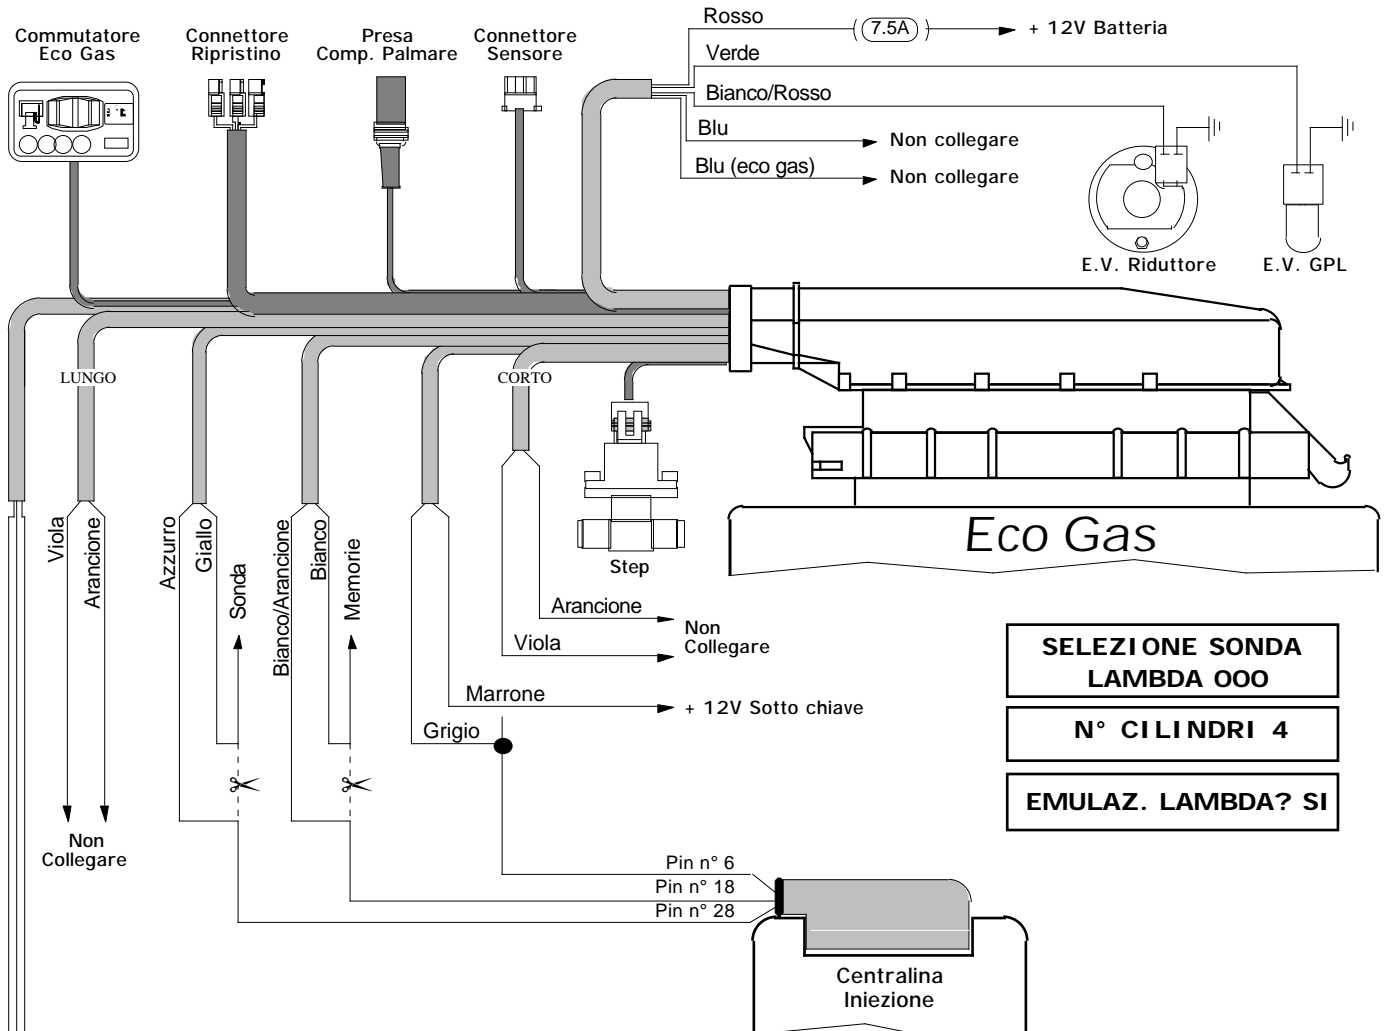 Commutatore
Eco Gas
Connettore
Ripristino
Presa
Comp. Palmare
Connettore
Sensore
Rosso
7.5A
+ 12V Batteria
Verde
Bianco/Rosso
Blu
Non collegare
Blu (eco gas)
Non collegare
E.V. Riduttore
E.V. GPL
LUNGO
CORTO
Step
Eco Gas
Viola
Arancione
Azzurro
Giallo
Sonda
Bianco/Arancione
Bianco
Memorie
Arancione
Viola
Non
Collegare
Marrone
+ 12V Sotto chiave
Grigio
SELEZIONE SONDA
LAMBDA OOO
N° CILINDRI 4
EMULAZ. LAMBDA? SI
Non
Collegare
Pin n° 6
Pin n° 18
Pin n° 28
Centralina
Iniezione